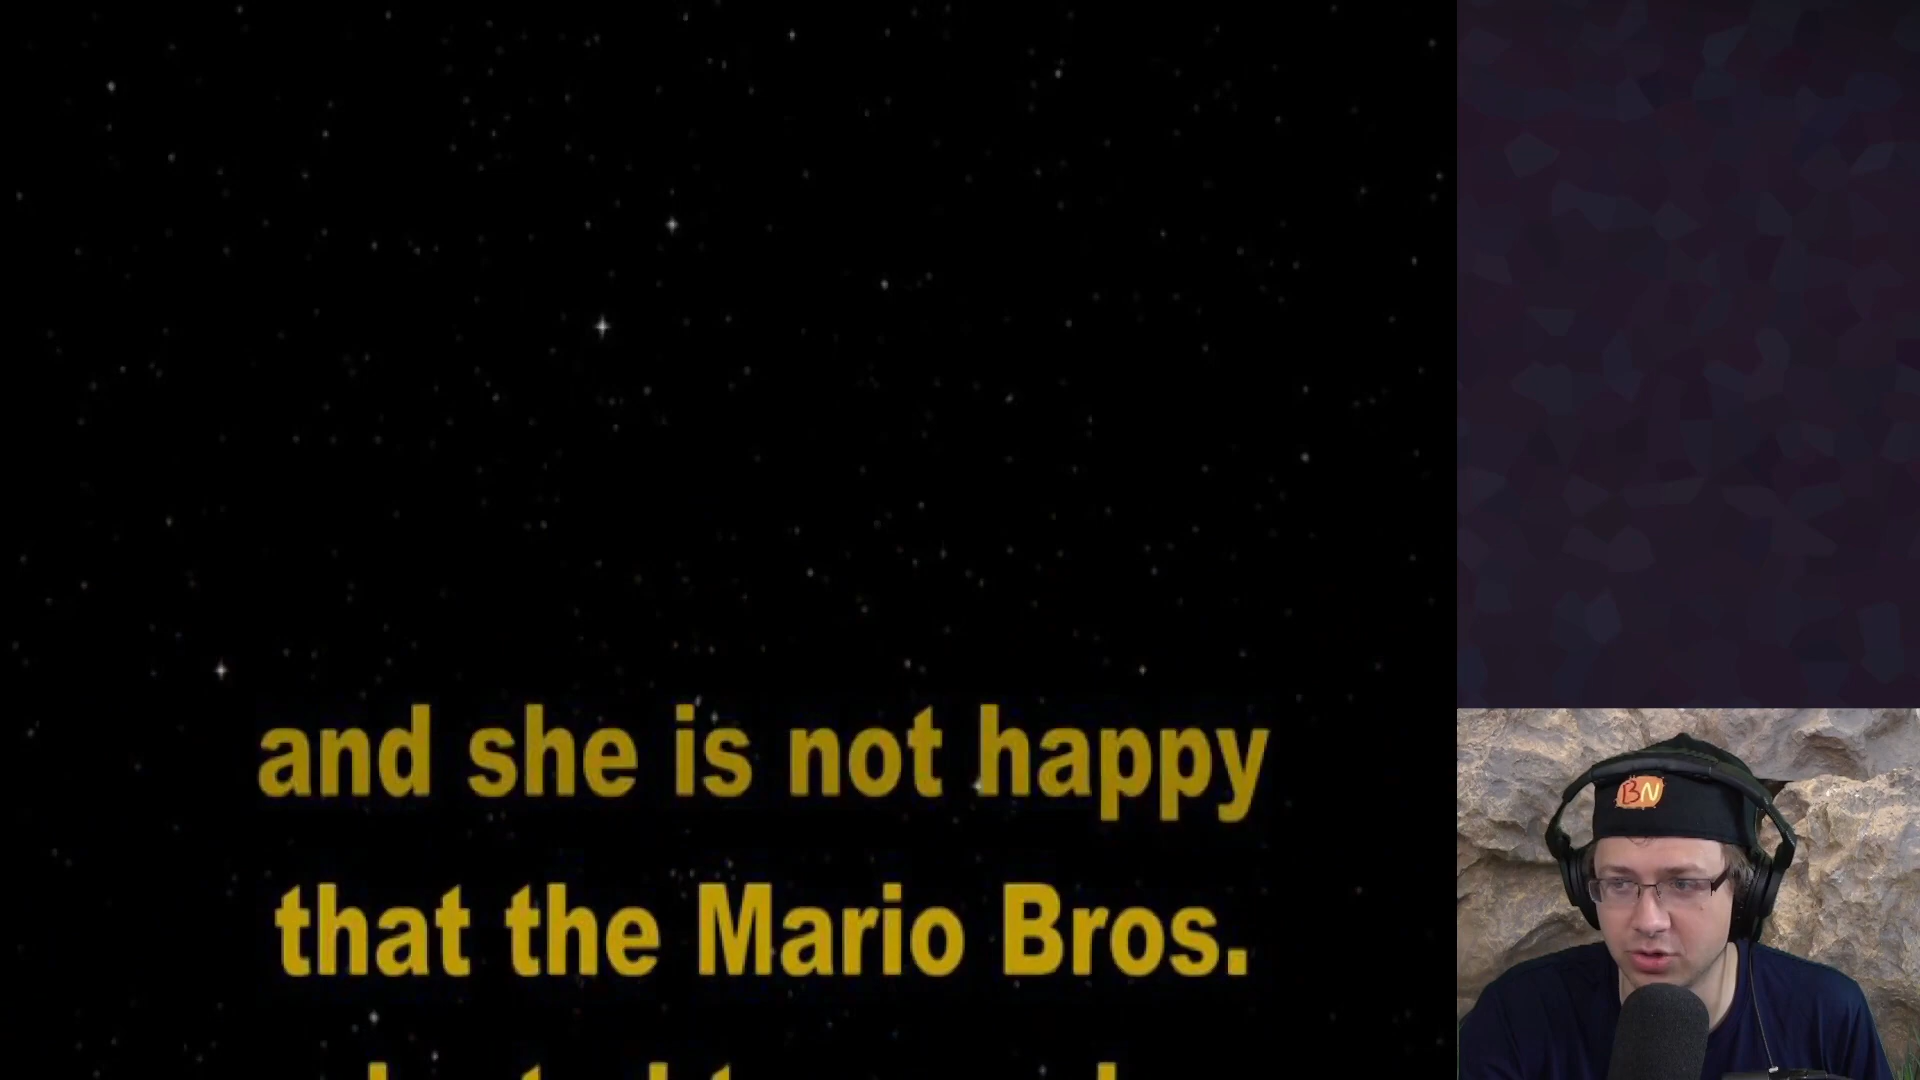 and she is not happy
that the Mario Bros.
BN